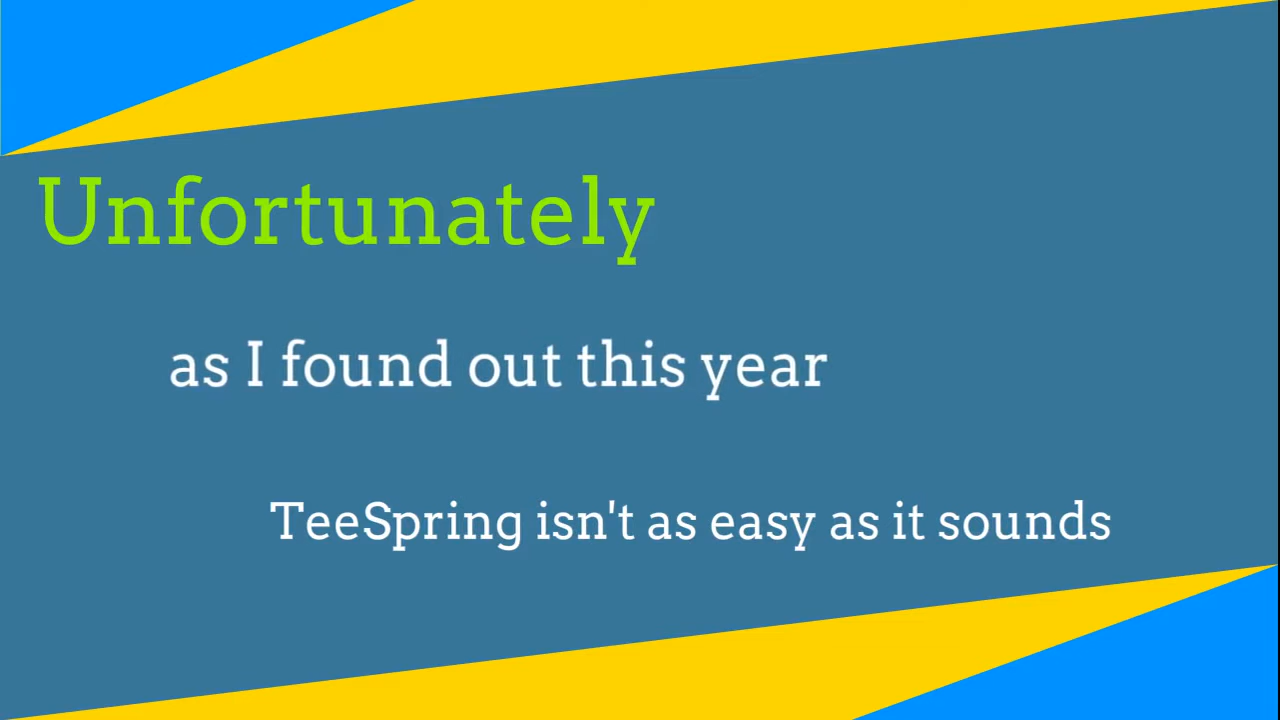 Unfortunately
as I found out this year
TeeSpring isn't as easy as it sounds